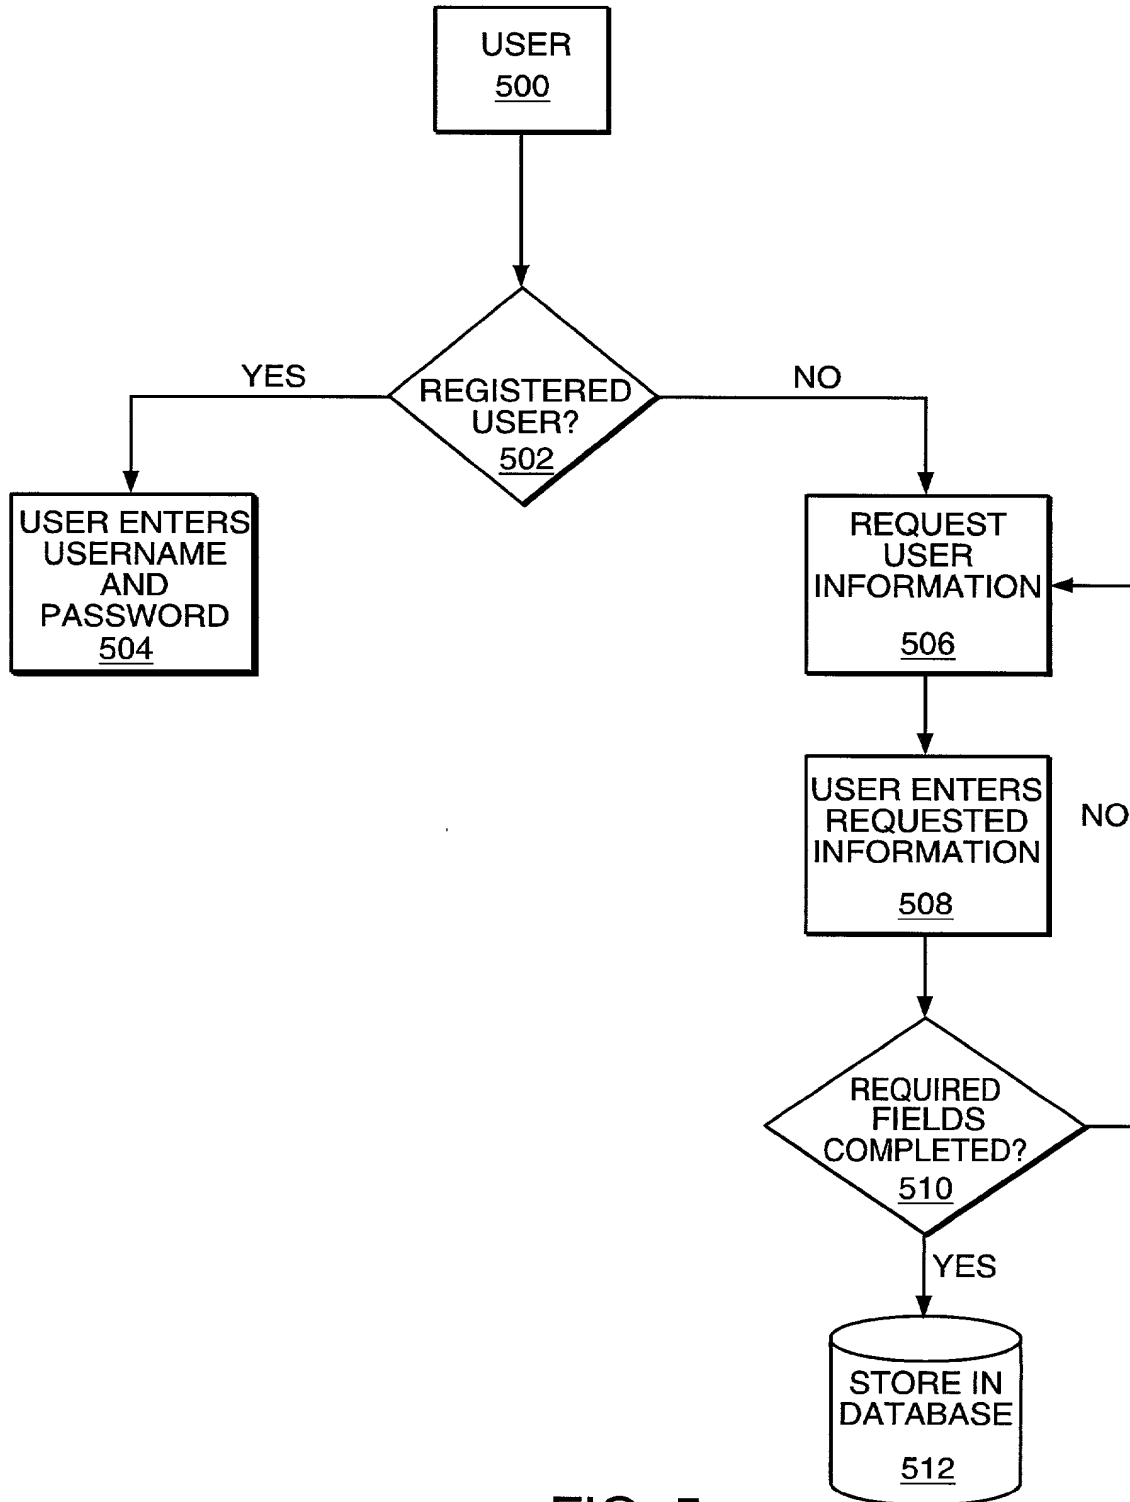 USER
500
YES
NO
REGISTERED
USER?
502
USER ENTERS
USERNAME
AND
PASSWORD
504
REQUEST
USER
INFORMATION
506
USER ENTERS
REQUESTED
INFORMATION
508
NO
REQUIRED
FIELDS
COMPLETED?
510
YES
STORE IN
DATABASE
512